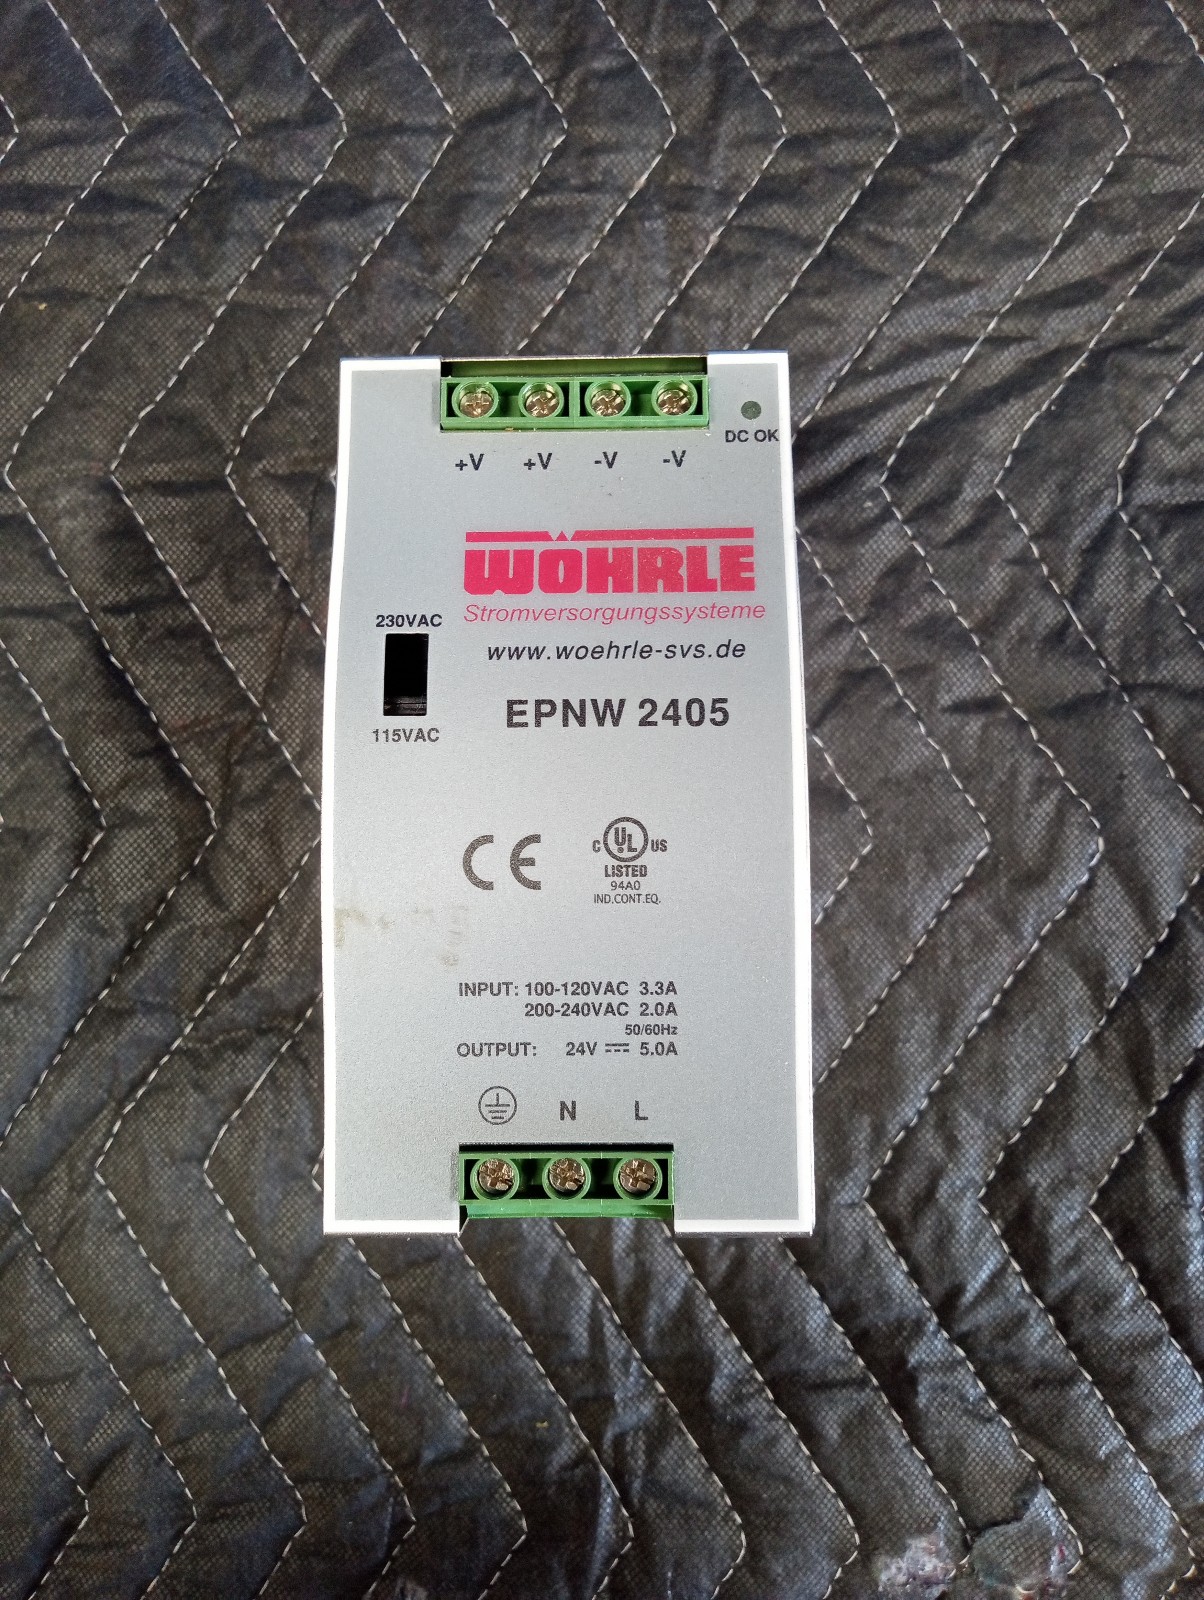 DC OK
+V +V -V -V
WÖHRLE
Stromversorgungssysteme
www.woehrle-svs.de
230VAC
115VAC
EPNW 2405
CE
C UL US
LISTED
94A0
IND.CONT.EQ.
INPUT: 100-120VAC 3.3A
200-240VAC 2.0A
50/60Hz
OUTPUT: 24V 5.0A
N L